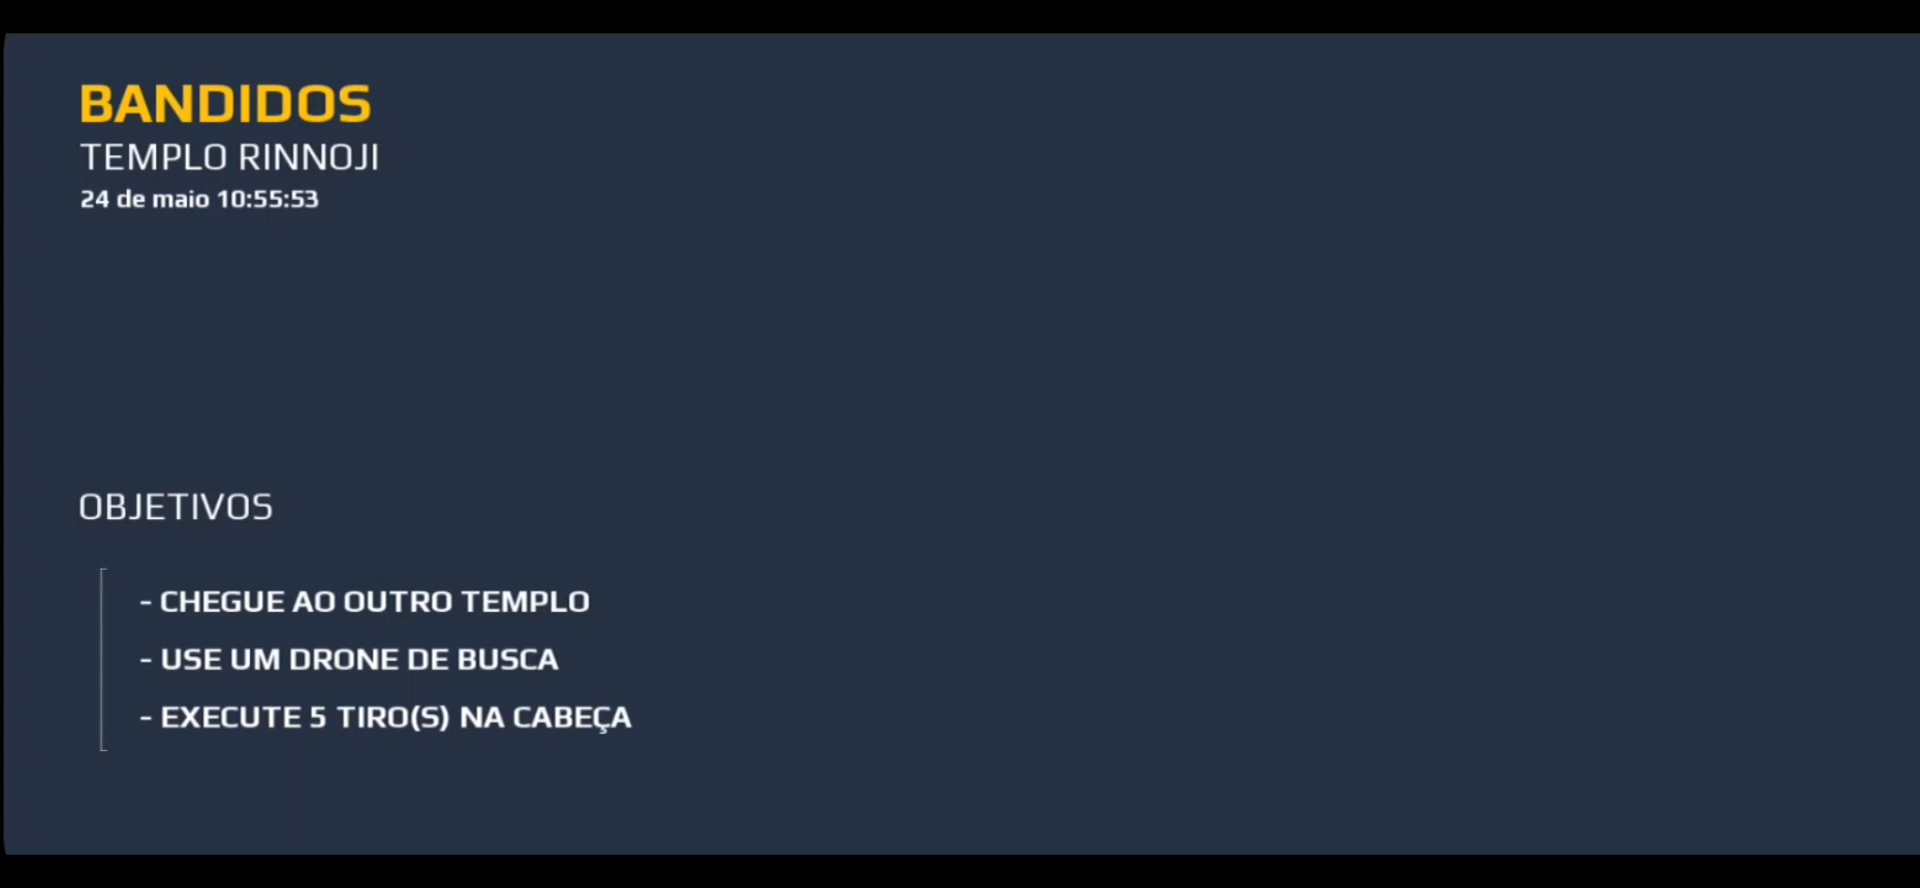 BANDIDOS
TEMPLO RINNOJI
24 de maio 10:55:53
OBJETIVOS
- CHEGUE AO OUTRO TEMPLO
- USE UM DRONE DE BUSCA
- EXECUTE 5 TIRO(S) NA CABEÇA